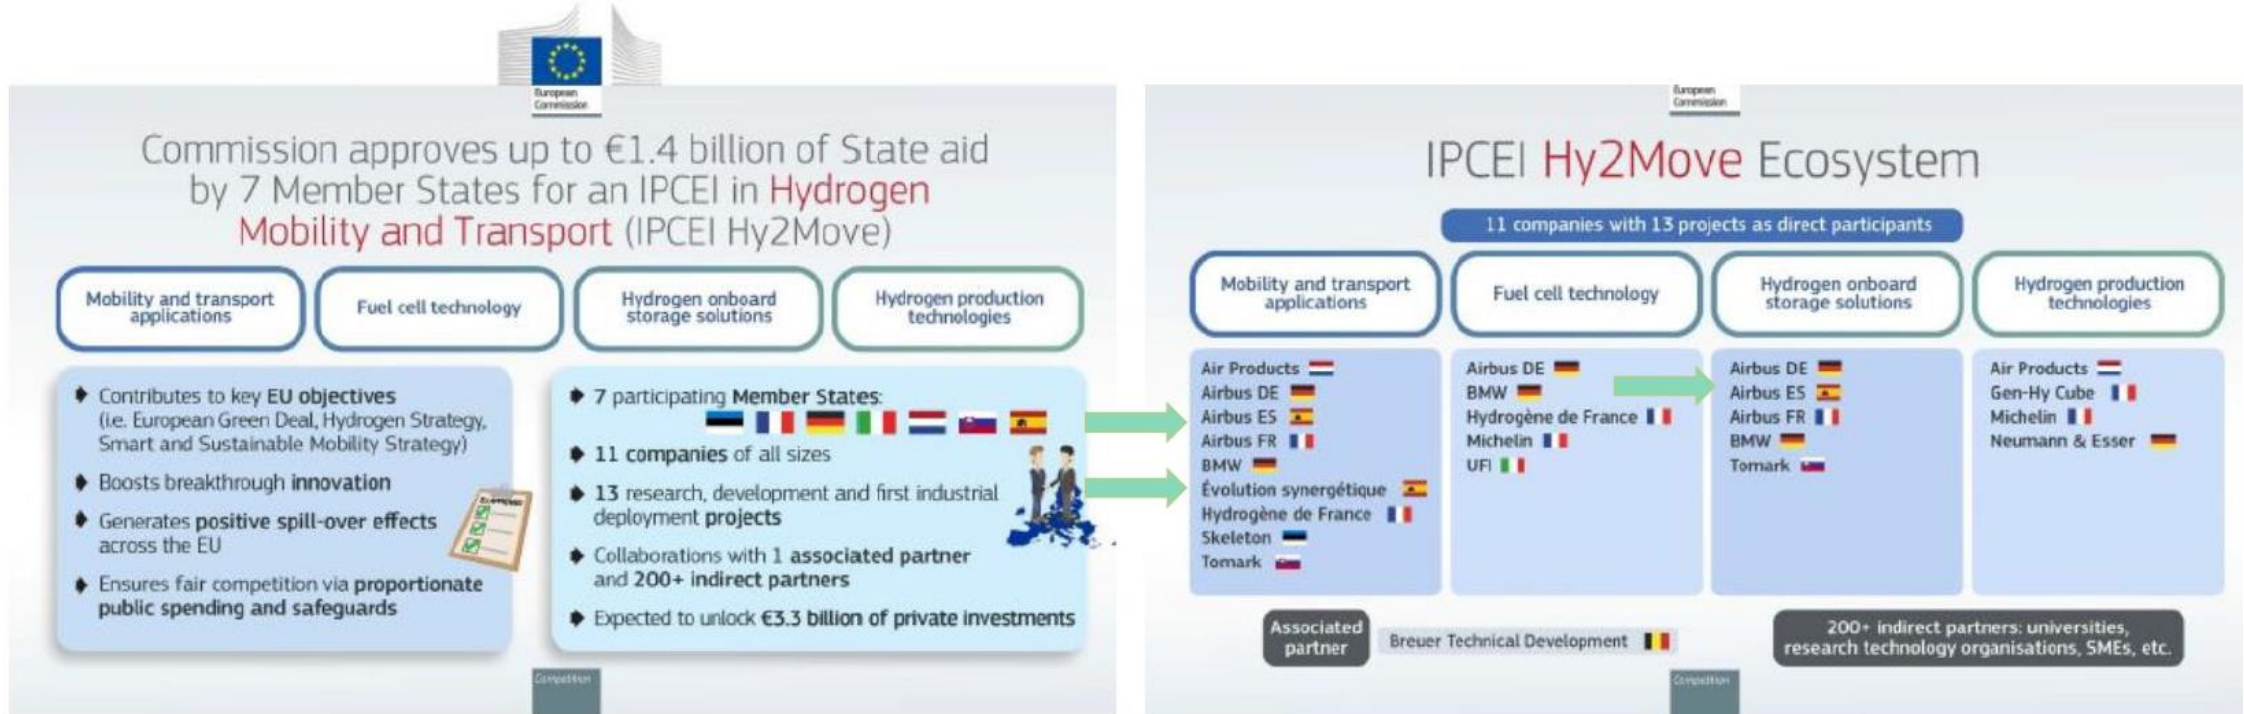 European
Commission
Commission approves up to €1.4 billion of State aid
by 7 Member States for an IPCEI in Hydrogen
Mobility and Transport (IPCEI Hy2Move)
Mobility and transport
applications
Fuel cell technology
Hydrogen onboard
storage solutions
Hydrogen production
technologies
Contributes to key EU objectives
(i.e. European Green Deal, Hydrogen Strategy,
Smart and Sustainable Mobility Strategy)
Boosts breakthrough innovation
Generates positive spill-over effects
across the EU
Ensures fair competition via proportionate
public spending and safeguards
7 participating Member States:
11 companies of all sizes
13 research, development and first industrial
deployment projects
Collaborations with 1 associated partner
and 200+ indirect partners
Expected to unlock €3.3 billion of private investments
Competition
European
Commission
IPCEI Hy2Move Ecosystem
11 companies with 13 projects as direct participants
Mobility and transport
applications
Fuel cell technology
Hydrogen onboard
storage solutions
Hydrogen production
technologies
Air Products
Airbus DE
Airbus ES
Airbus FR
BMW
Évolution synergétique
Hydrogène de France
Skeleton
Tomark
Airbus DE
BMW
Hydrogène de France
Michelin
UFI
Airbus DE
Airbus ES
Airbus FR
BMW
Tomark
Air Products
Gen-Hy Cube
Michelin
Neumann & Esser
Associated
partner
Breuer Technical Development
200+ indirect partners: universities,
research technology organisations, SMEs, etc.
Competition